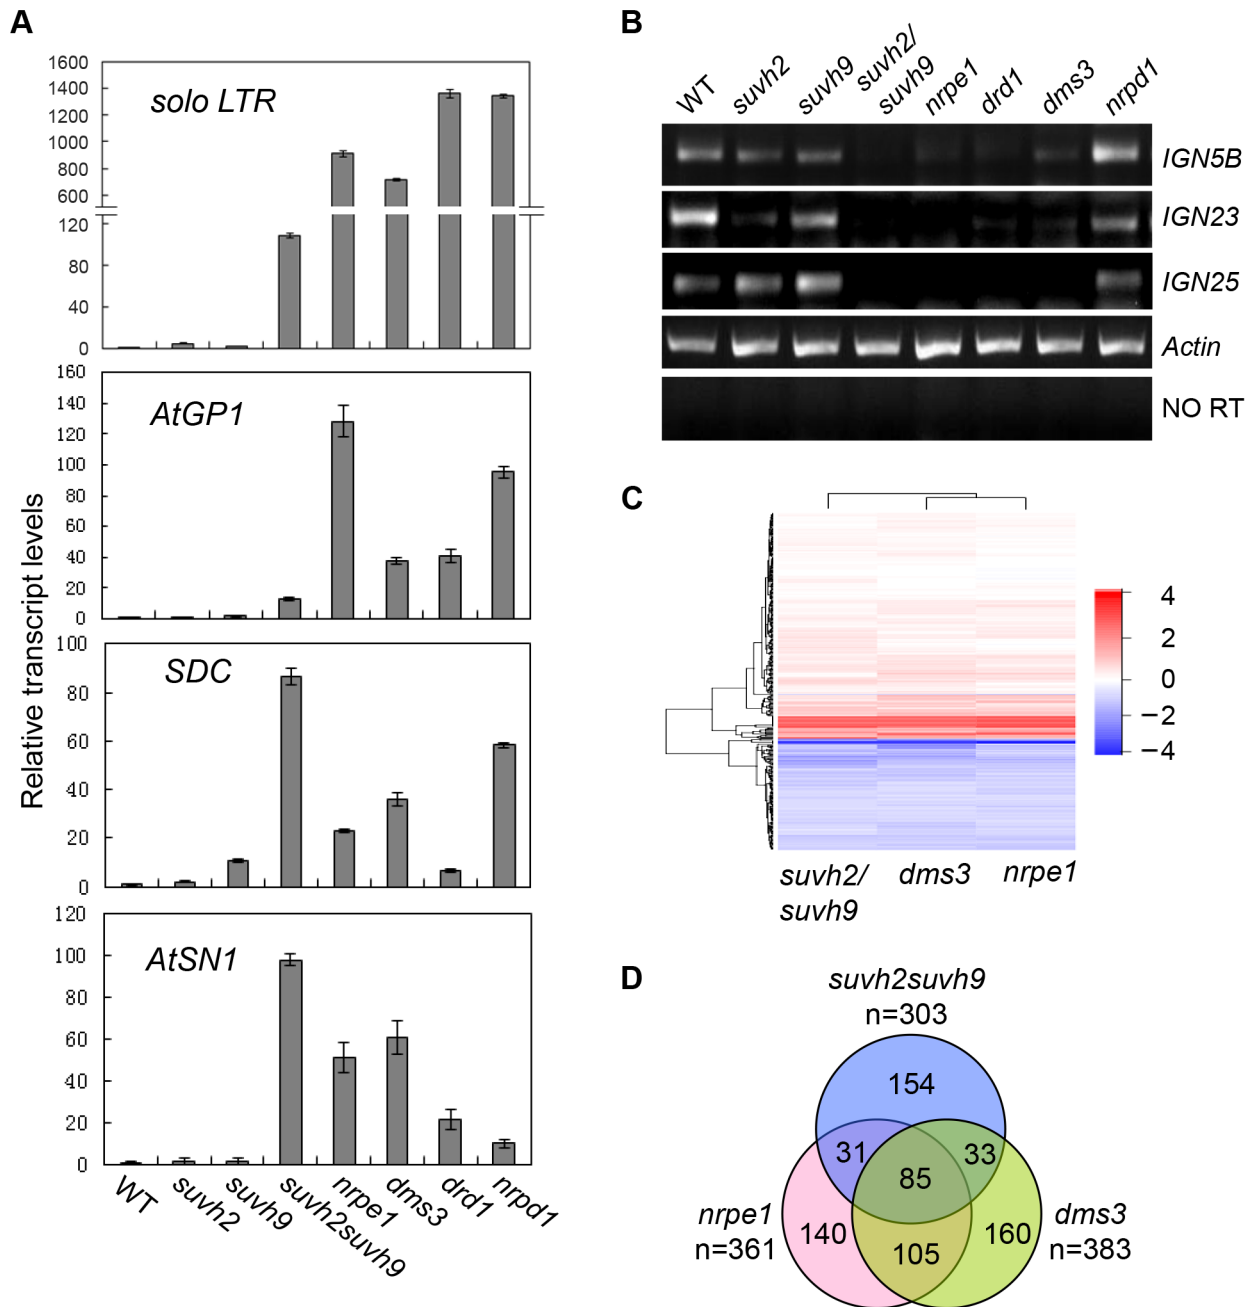 A
Relative transcript levels
1600
1400
1200
1000
800
600
120
80
40
0
solo LTR
160
140
120
100
80
60
40
20
0
AtGP1
100
80
60
40
20
0
SDC
120
100
80
60
40
20
0
AtSN1
WT
suvh2
suvh9
suvh2suvh9
nrpe1
dms3
drd1
nrpd1
B
WT
suvh2
suvh9
suvh2/
suvh9
nrpe1
drd1
dms3
nrpd1
IGN5B
IGN23
IGN25
Actin
NO RT
C
4
2
0
−2
−4
suvh2/
suvh9
dms3
nrpe1
D
suvh2suvh9
n=303
154
31
33
85
nrpe1
n=361
140
105
160
dms3
n=383